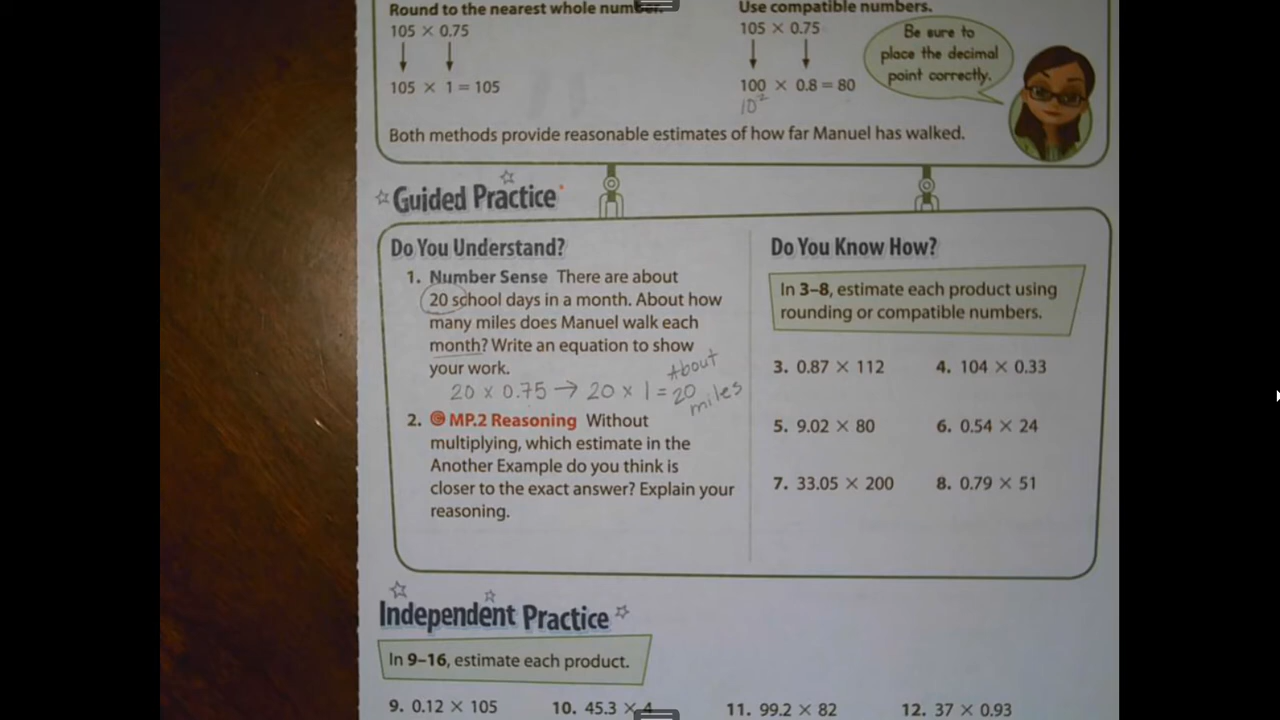 Round to the nearest whole number.
105 × 0.75
105 × 1 = 105
Use compatible numbers.
105 × 0.75
100 × 0.8 = 80
10²
Be sure to
place the decimal
point correctly.
Both methods provide reasonable estimates of how far Manuel has walked.
Guided Practice
Do You Understand?
1. Number Sense There are about
20 school days in a month. About how
many miles does Manuel walk each
month? Write an equation to show
your work.
20 × 0.75 → 20 × 1 = 20
About
miles
2. MP.2 Reasoning Without
multiplying, which estimate in the
Another Example do you think is
closer to the exact answer? Explain your
reasoning.
Do You Know How?
In 3–8, estimate each product using
rounding or compatible numbers.
3. 0.87 × 112 4. 104 × 0.33
5. 9.02 × 80 6. 0.54 × 24
7. 33.05 × 200 8. 0.79 × 51
Independent Practice
In 9–16, estimate each product.
9. 0.12 × 105 10. 45.3 × 4 11. 99.2 × 82 12. 37 × 0.93